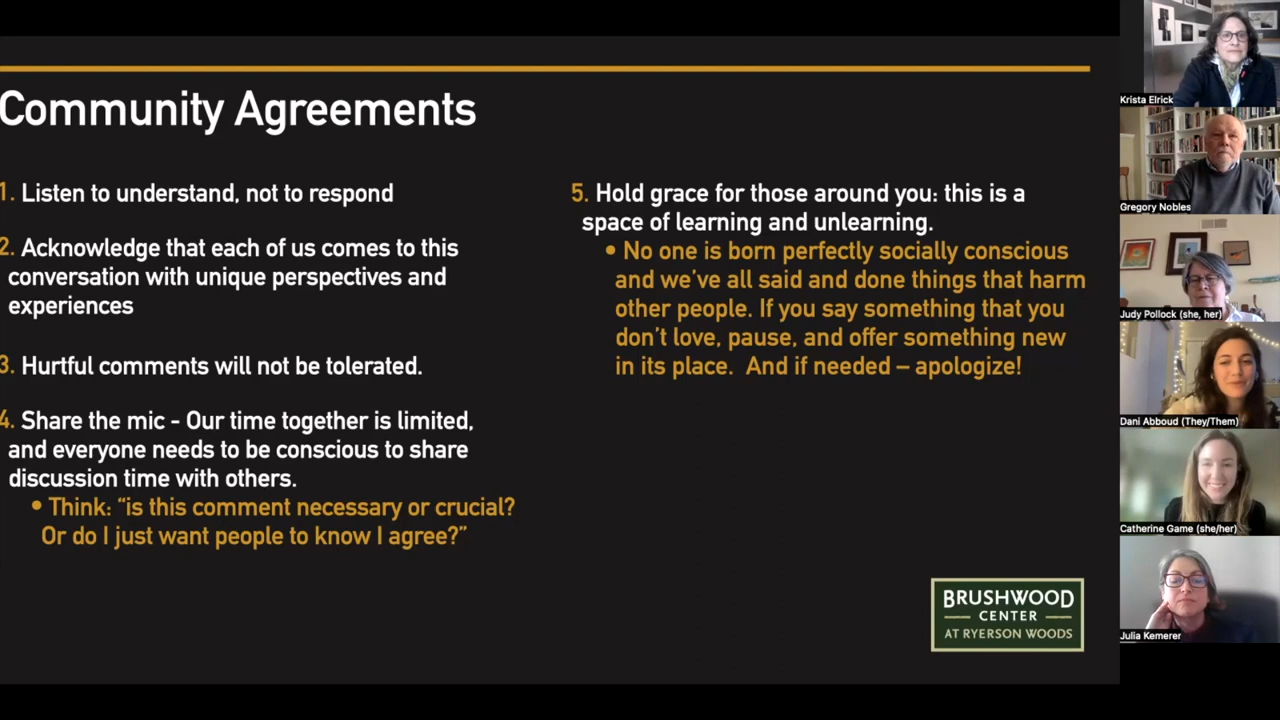 Community Agreements
1. Listen to understand, not to respond
2. Acknowledge that each of us comes to this
conversation with unique perspectives and
experiences
3. Hurtful comments will not be tolerated.
4. Share the mic - Our time together is limited,
and everyone needs to be conscious to share
discussion time with others.
• Think: “is this comment necessary or crucial?
Or do I just want people to know I agree?”
5. Hold grace for those around you: this is a
space of learning and unlearning.
• No one is born perfectly socially conscious
and we’ve all said and done things that harm
other people. If you say something that you
don’t love, pause, and offer something new
in its place. And if needed – apologize!
BRUSHWOOD
CENTER
AT RYERSON WOODS
Krista Elrick
Gregory Nobles
Judy Pollock (she, her)
Dani Abboud (They/Them)
Catherine Game (she/her)
Julia Kemerer